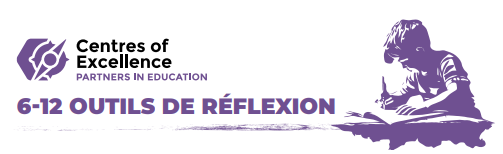 Centres of
Excellence
PARTNERS IN EDUCATION
6-12 OUTILS DE RÉFLEXION